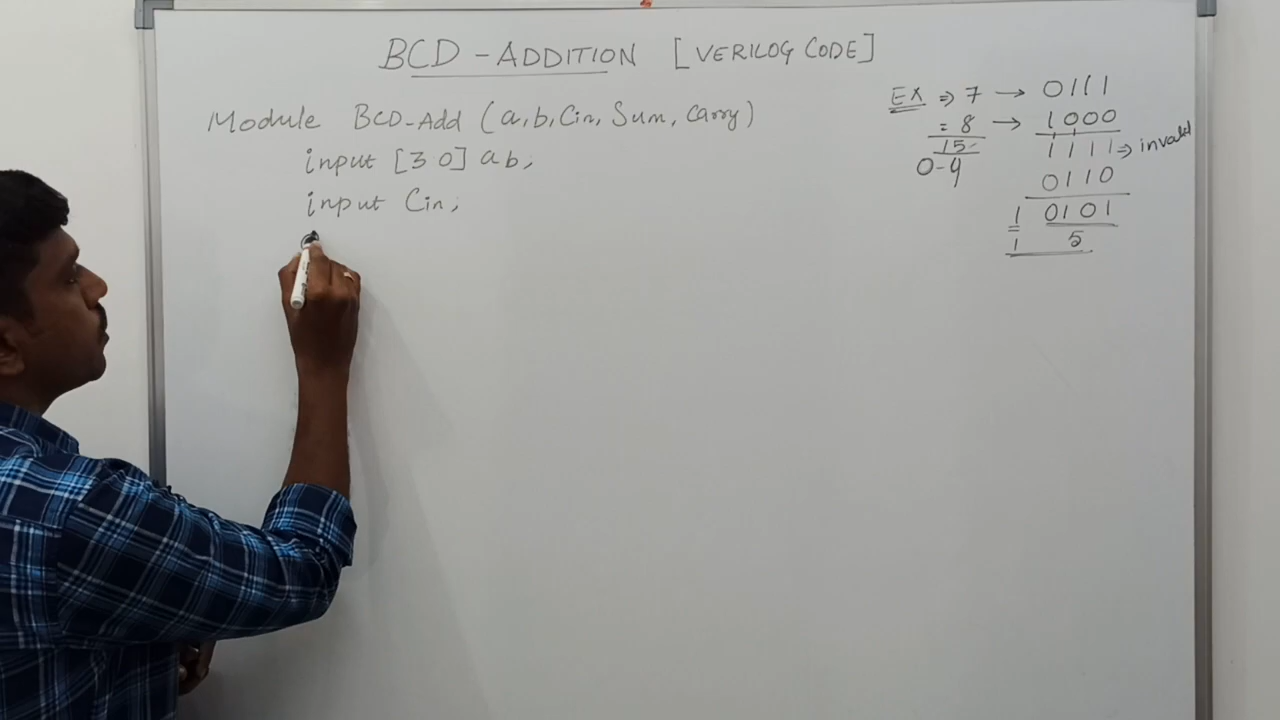 BCD - ADDITION [VERILOG CODE]
Module BCD-Add (a,b,Cin, Sum, Carry)
input [3 0] a b;
input Cin;
EX => 7 → 0111
= 8 → 1000
15 1111 => invalid
0-9 0110
1 0101
1 5